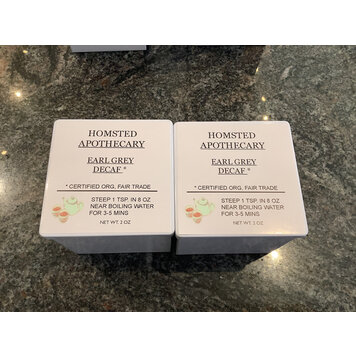 HOMSTED
APOTHECARY
EARL GREY
DECAF *
* CERTIFIED ORG, FAIR TRADE
STEEP 1 TSP. IN 8 OZ
NEAR BOILING WATER
FOR 3-5 MINS
NET WT. 2 OZ
HOMSTED
APOTHECARY
EARL GREY
DECAF *
* CERTIFIED ORG, FAIR TRADE
STEEP 1 TSP. IN 8 OZ
NEAR BOILING WATER
FOR 3-5 MINS
NET WT. 2 OZ